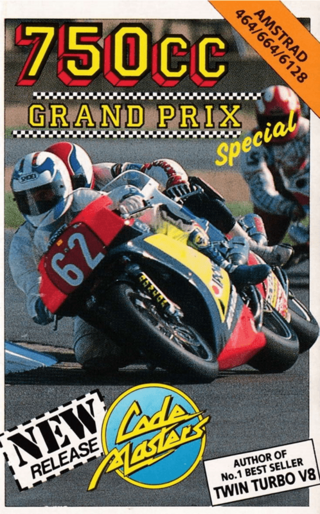 750cc
GRAND PRIX
Special
AMSTRAD
464/664/6128
62
NEW
RELEASE
Code
Masters
AUTHOR OF
No.1 BEST SELLER
TWIN TURBO V8